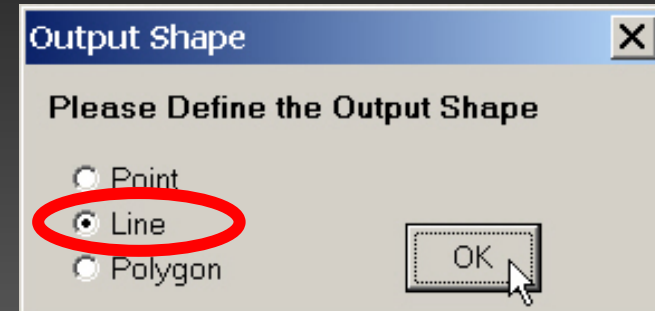 Output Shape
Please Define the Output Shape
Point
Line
Polygon
OK